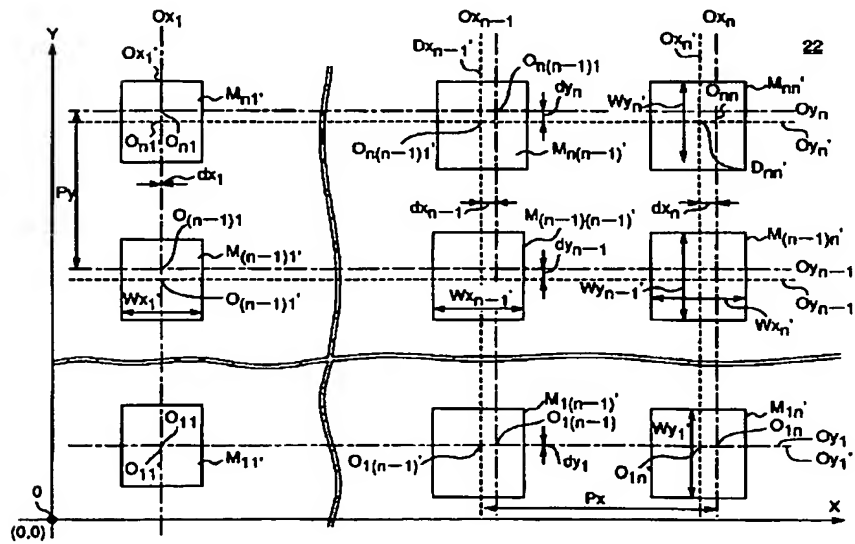 Ox1 Oxn−1 Oxn
Y Ox1' Dxn−1' Oxn' 22
On(n−1)1 Mnn'
Mn1' dyn Wyn' Onn Oyn
Oyn'
On1' On1 On(n−1)1' Mn(n−1)' Dnn'
Py dx1
dxn−1 M(n−1)(n−1)' dxn
O(n−1)1 M(n−1)n'
M(n−1)1' dyn−1
Oyn−1
Wx1' O(n−1)1' Wxn−1' Wyn−1' Oyn−1
Wxn'
M1(n−1)' M1n'
O11 O1(n−1) Wy1' O1n
Oy1
O11' M11' O1(n−1)' dy1 O1n' Oy1'
Px
0 X
(0,0)